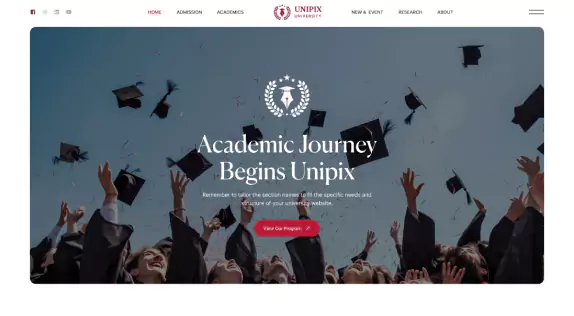 HOME
ADMISSION
ACADEMICS
UNIPIX
UNIVERSITY
NEW & EVENT
RESEARCH
ABOUT
Academic Journey
Begins Unipix
Remember to tailor the section names to fit the specific needs and
structure of your university website.
View Our Program